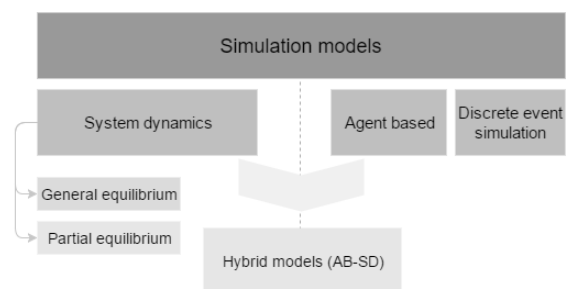 Simulation models
System dynamics
Agent based
Discrete event
simulation
General equilibrium
Partial equilibrium
Hybrid models (AB-SD)